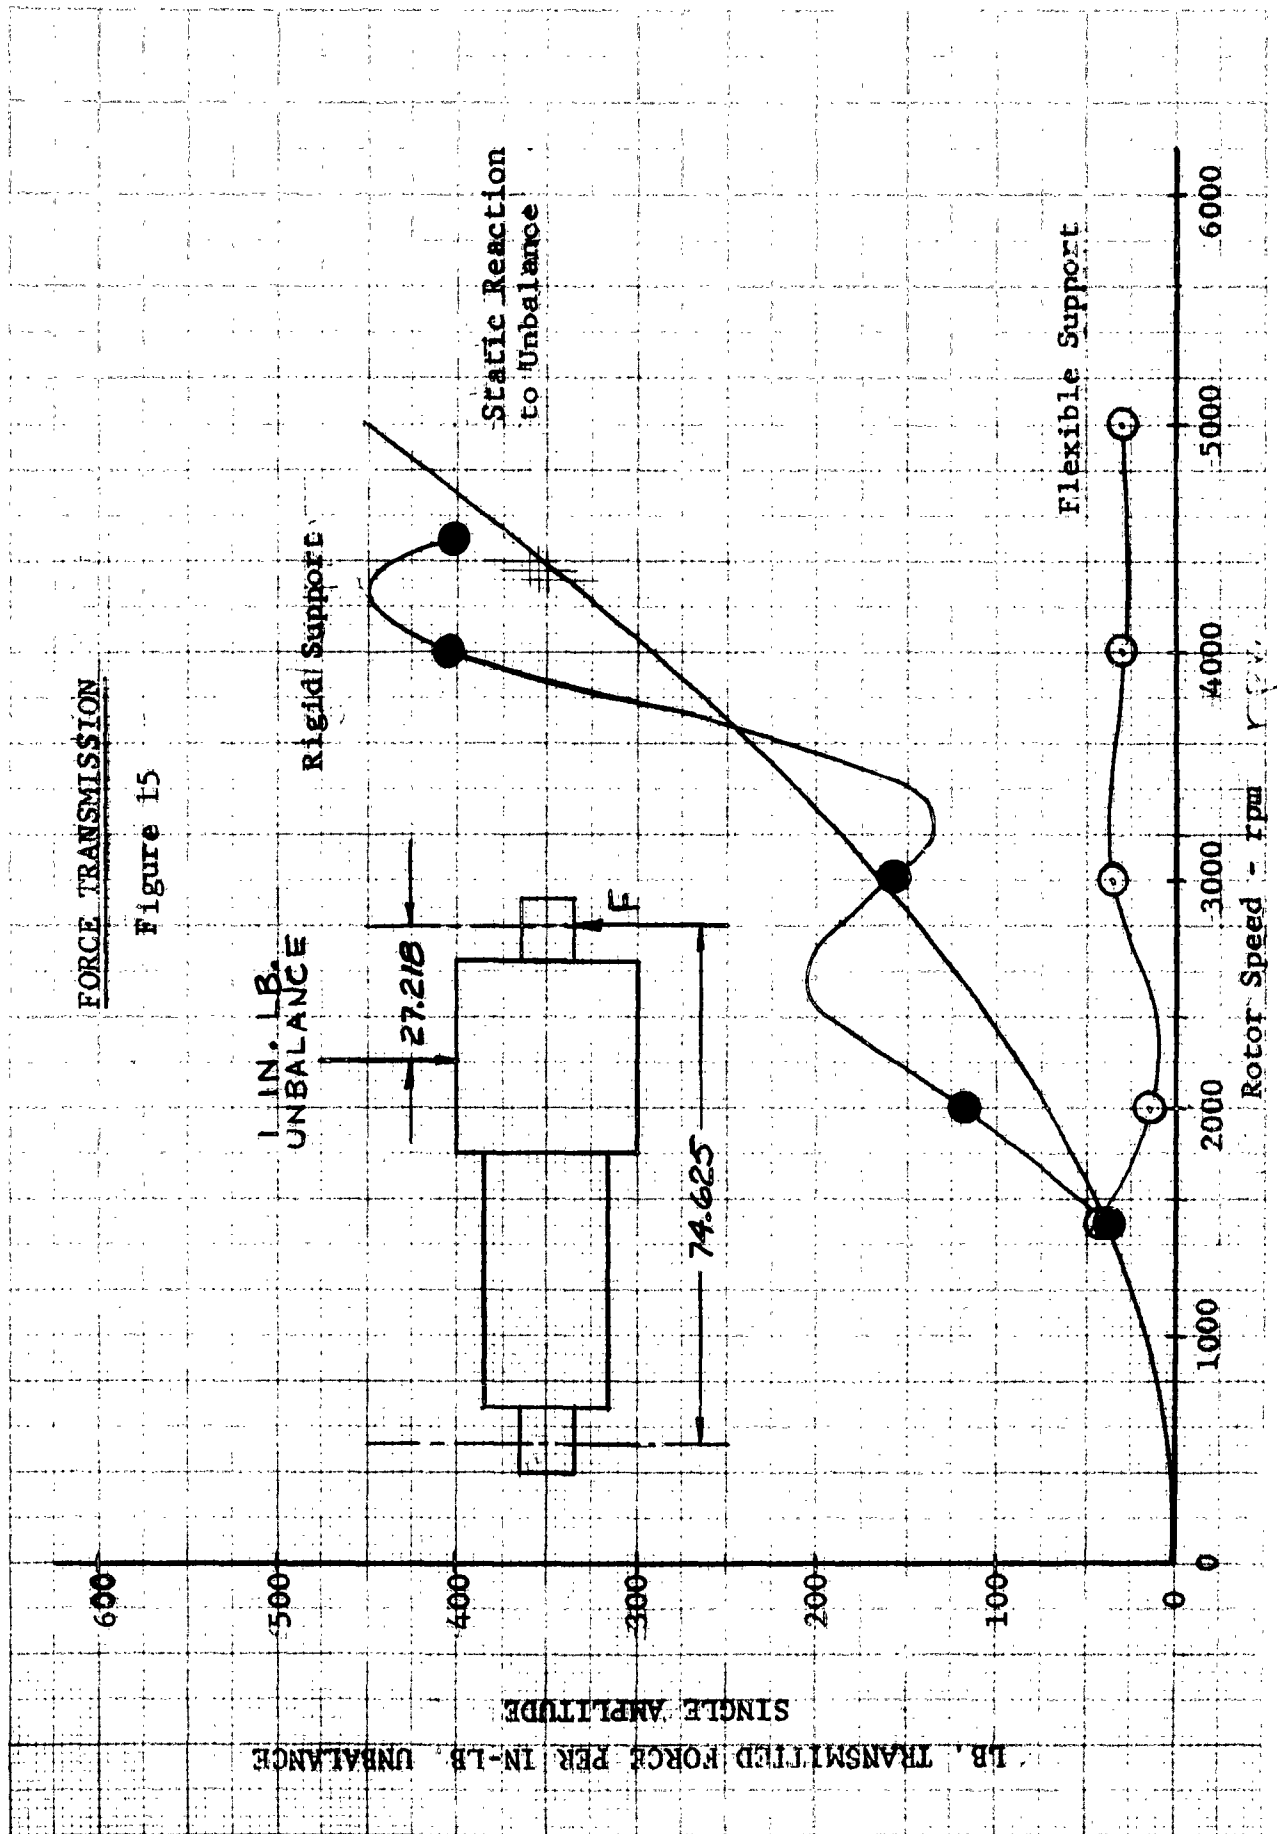 FORCE TRANSMISSION
Figure 15
1 IN. LB.
UNBALANCE
27.218
F
74.625
Rigid Support
Static Reaction
to Unbalance
Flexible Support
LB. TRANSMITTED FORCE PER IN-LB UNBALANCE
SINGLE AMPLITUDE
600
500
400
300
200
100
0
0
1000
2000
3000
4000
5000
6000
Rotor Speed - rpm